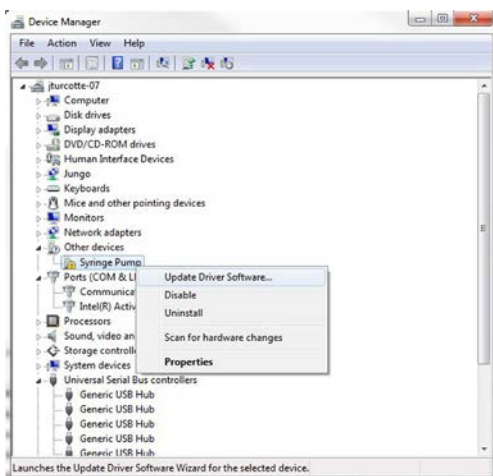 Device Manager
File Action View Help
jturcotte-07
Computer
Disk drives
Display adapters
DVD/CD-ROM drives
Human Interface Devices
Jungo
Keyboards
Mice and other pointing devices
Monitors
Network adapters
Other devices
Syringe Pump
Update Driver Software...
Ports (COM & L
Communica
Disable
Intel(R) Activ
Uninstall
Processors
Sound, video an
Scan for hardware changes
Storage controll
System devices
Properties
Universal Serial Bus controllers
Generic USB Hub
Generic USB Hub
Generic USB Hub
Generic USB Hub
Generic USB Hub
Launches the Update Driver Software Wizard for the selected device.